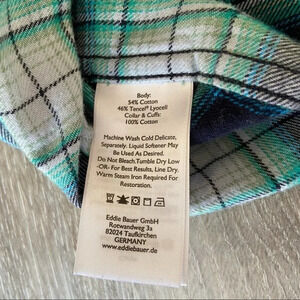 Body:
54% Cotton
46% Tencel® Lyocel
Collar & Cuffs:
100% Cotton
Machine Wash Cold Delicate,
Separately. Liquid Softener May
Be Used As Desired.
Do Not Bleach.Tumble Dry Low
-OR- For Best Results, Line Dry.
Warm Steam Iron Required For
Restoration.
Eddie Bauer GmbH
Rotwandweg 3a
82024 Taufkirchen
GERMANY
www.eddiebauer.de